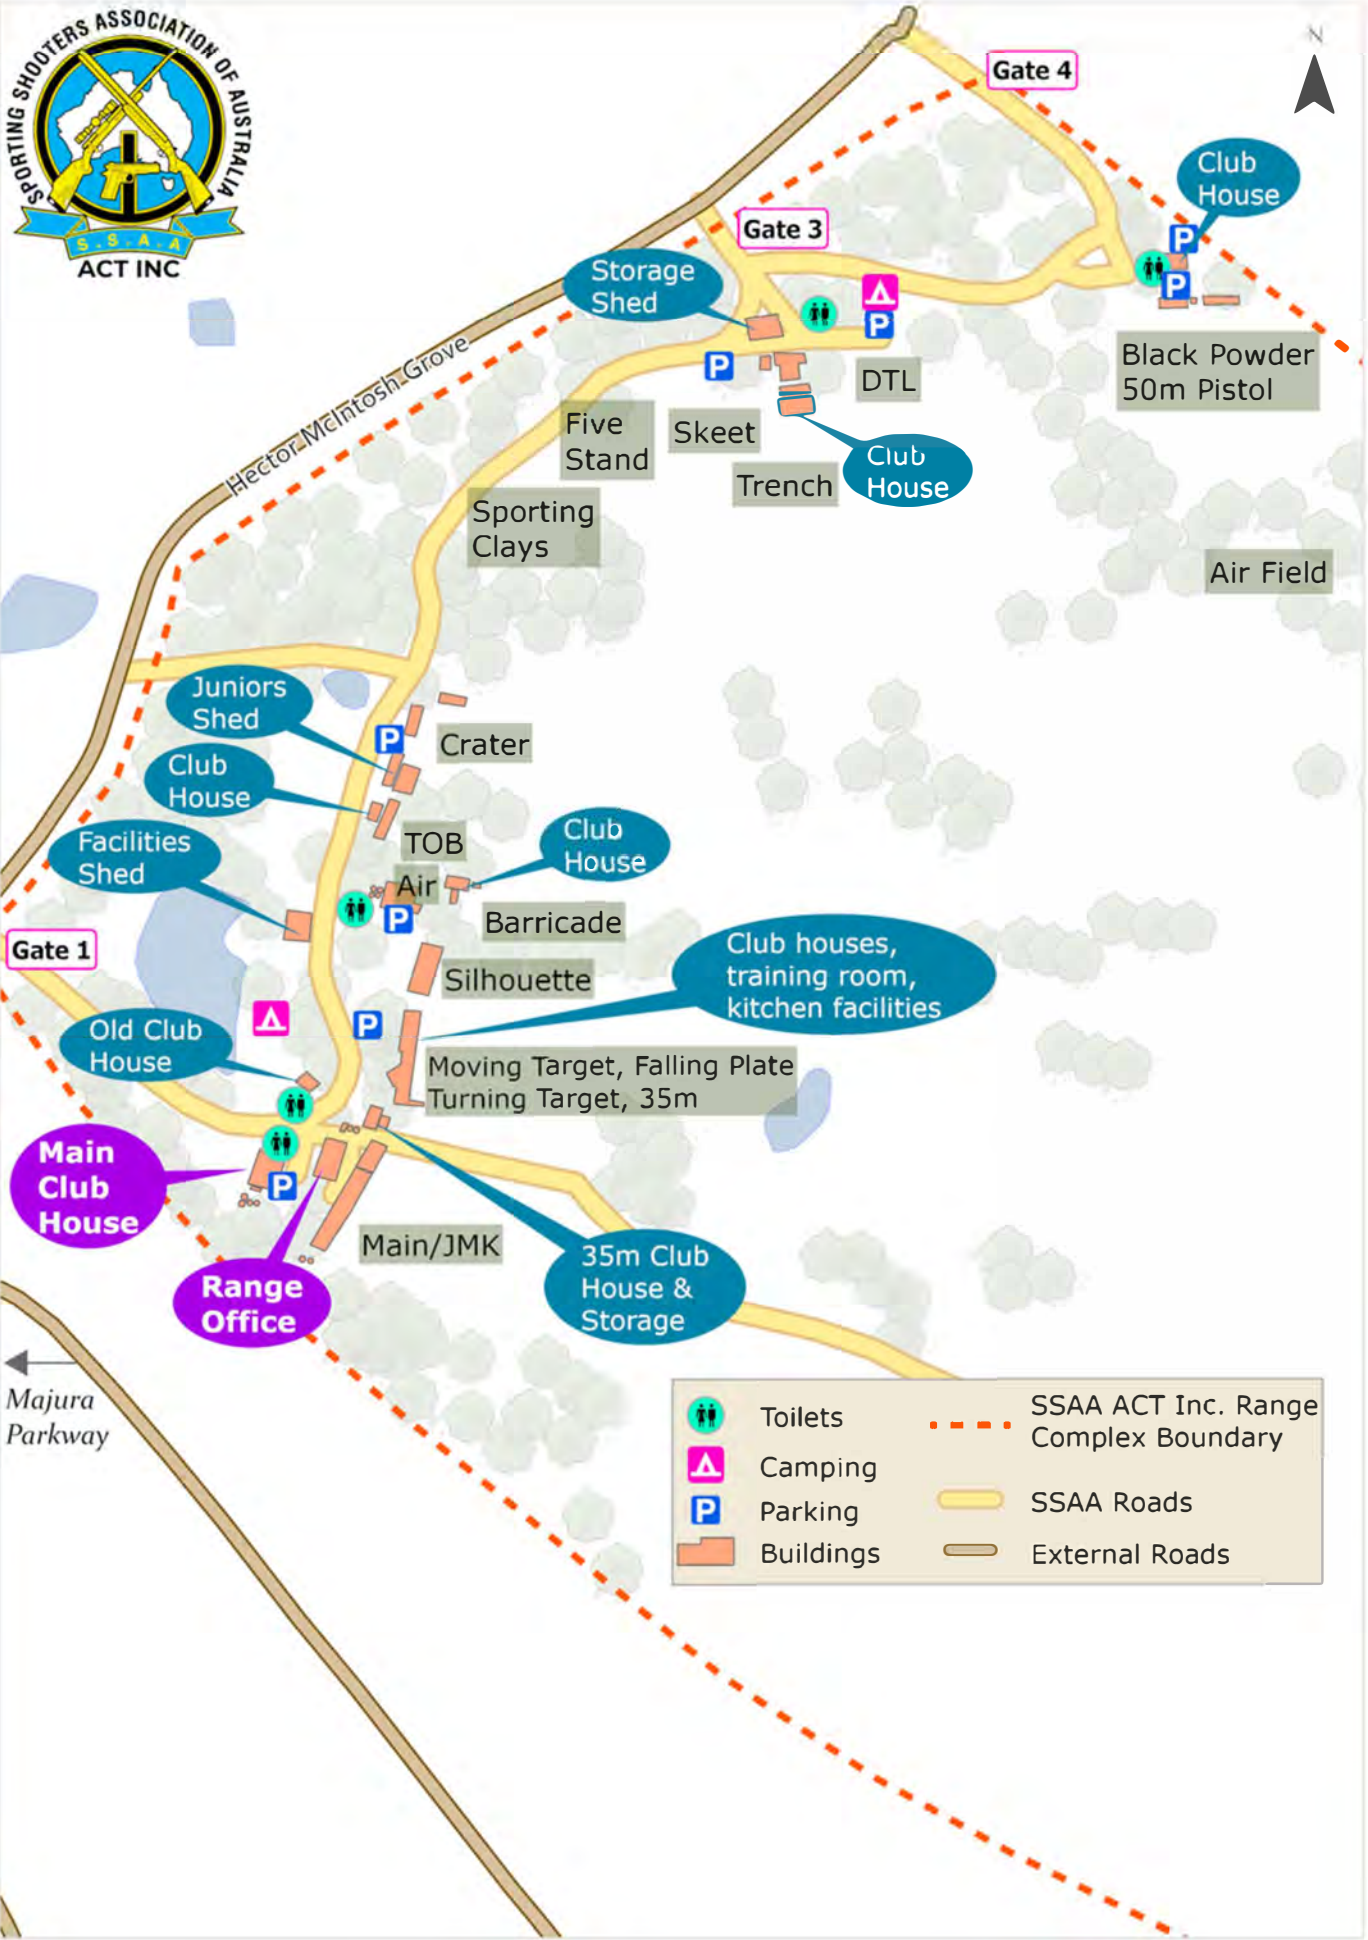 SPORTING SHOOTERS ASSOCIATION OF AUSTRALIA
S.S.A.A
ACT INC
N
Gate 4
Club
House
Gate 3
Storage
Shed
Black Powder
50m Pistol
DTL
Hector McIntosh Grove
Five
Stand
Skeet
Club
House
Trench
Sporting
Clays
Air Field
Juniors
Shed
Crater
Club
House
TOB
Club
House
Facilities
Shed
Air
Barricade
Gate 1
Silhouette
Club houses,
training room,
kitchen facilities
Old Club
House
Moving Target, Falling Plate
Turning Target, 35m
Main
Club
House
Main/JMK
35m Club
House &
Storage
Range
Office
Majura
Parkway
P
P
P
P
P
P
P
P
Toilets
Camping
P Parking
Buildings
SSAA ACT Inc. Range
Complex Boundary
SSAA Roads
External Roads